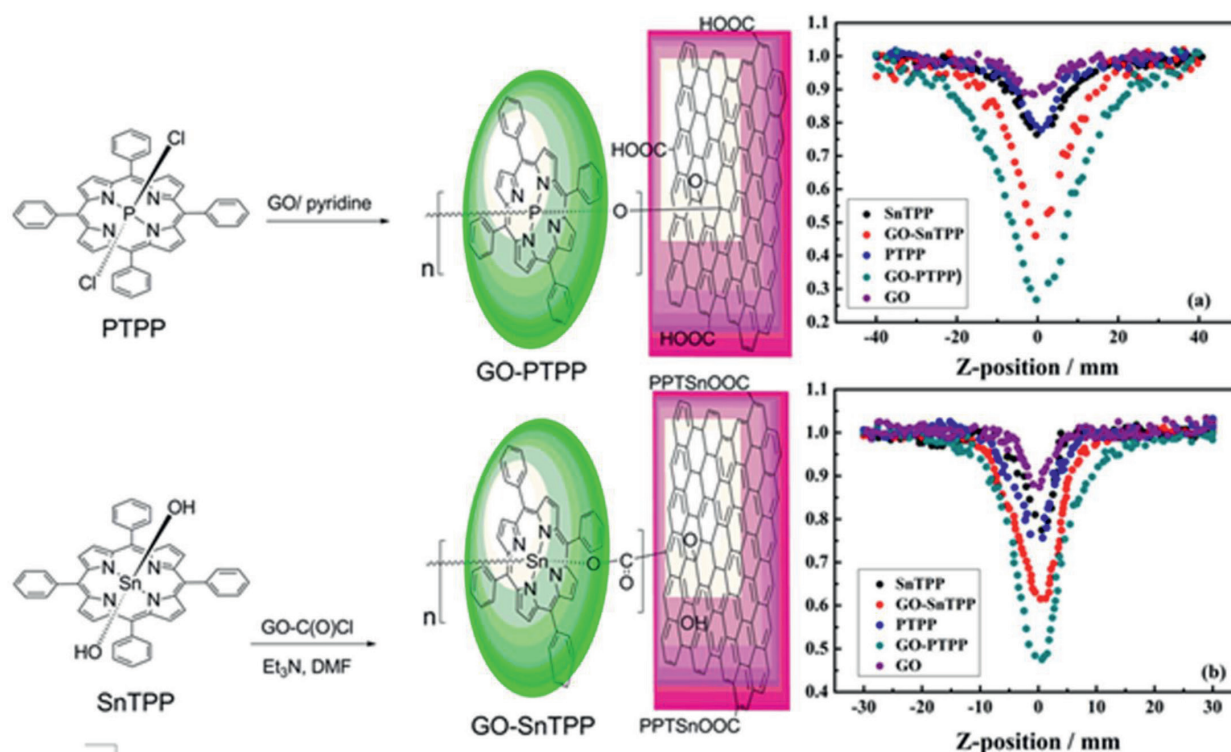 Cl
P
N
N
N
N
Cl
PTPP
GO/ pyridine
n
N
N
P
N
N
O
HOOC
HOOC
O
HOOC
GO-PTPP
1.1
1.0
0.9
0.8
0.7
0.6
0.5
0.4
0.3
0.2
SnTPP
GO-SnTPP
PTPP
GO-PTPP)
GO
(a)
-40
-20
0
20
40
Z-position / mm
OH
Sn
N
N
N
N
HO
SnTPP
GO-C(O)Cl
Et3N, DMF
n
N
N
Sn
N
N
O
C
O
PPTSnOOC
O
OH
PPTSnOOC
GO-SnTPP
1.1
1.0
0.9
0.8
0.7
0.6
0.5
0.4
SnTPP
GO-SnTPP
PTPP
GO-PTPP
GO
(b)
-30
-20
-10
0
10
20
30
Z-position / mm